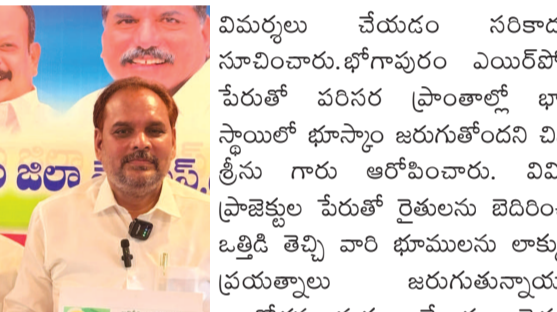 జిలా
విమర్శలు చేయడం సరికాద
సూచించారు.భోగాపురం ఎయిర్‌పో
పేరుతో పరిసర ప్రాంతాల్లో భా
స్థాయిలో భూస్కాం జరుగుతోందని చి
శ్రీను గారు ఆరోపించారు. వివి
ప్రాజెక్టుల పేరుతో రైతులను బెదిరిం
ఒత్తిడి తెచ్చి వారి భూములను లాక్కు
ప్రయత్నాలు జరుగుతున్నాయ